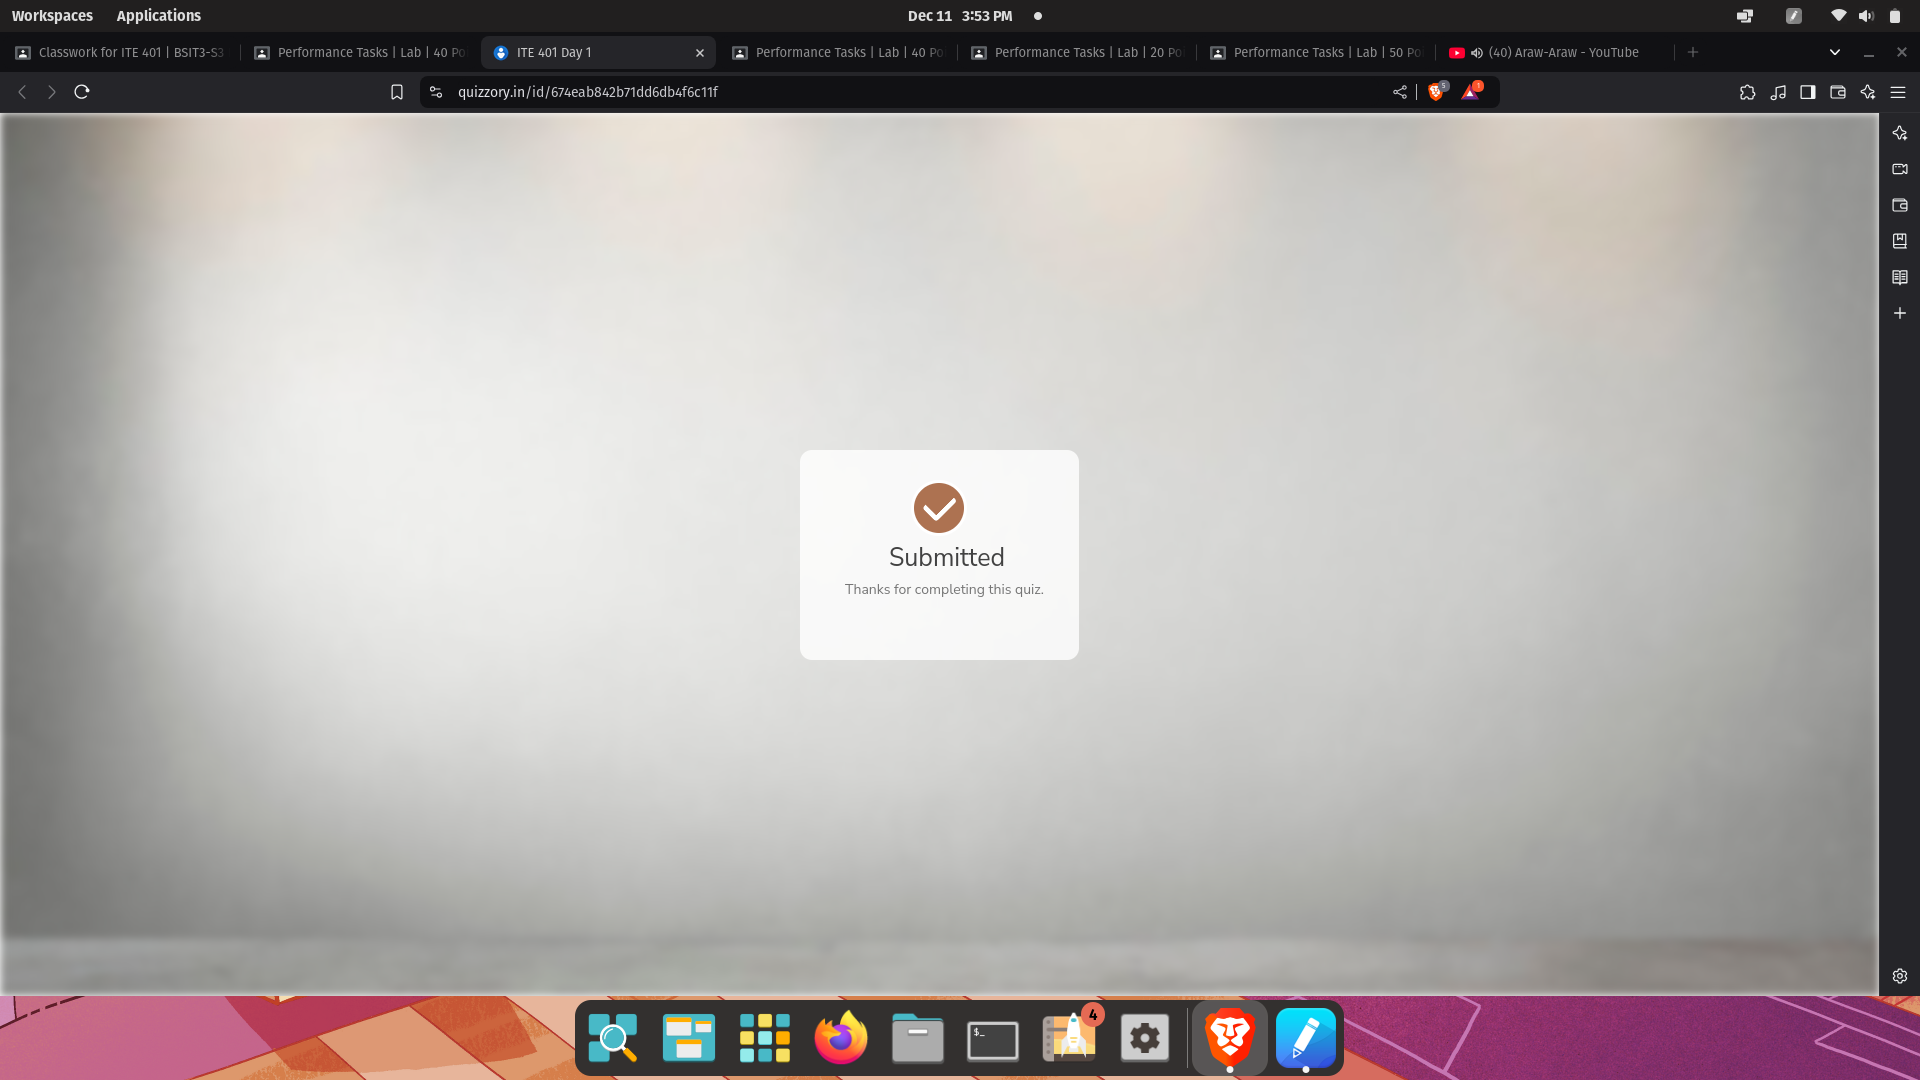 Workspaces Applications Dec 11 3:53 PM
Classwork for ITE 401 | BSIT3-S3 Performance Tasks | Lab | 40 Po ITE 401 Day 1 Performance Tasks | Lab | 40 Po Performance Tasks | Lab | 20 Po Performance Tasks | Lab | 50 Po (40) Araw-Araw - YouTube
quizzory.in/id/674eab842b71dd6db4f6c11f 5 1
Submitted
Thanks for completing this quiz.
$_ 4